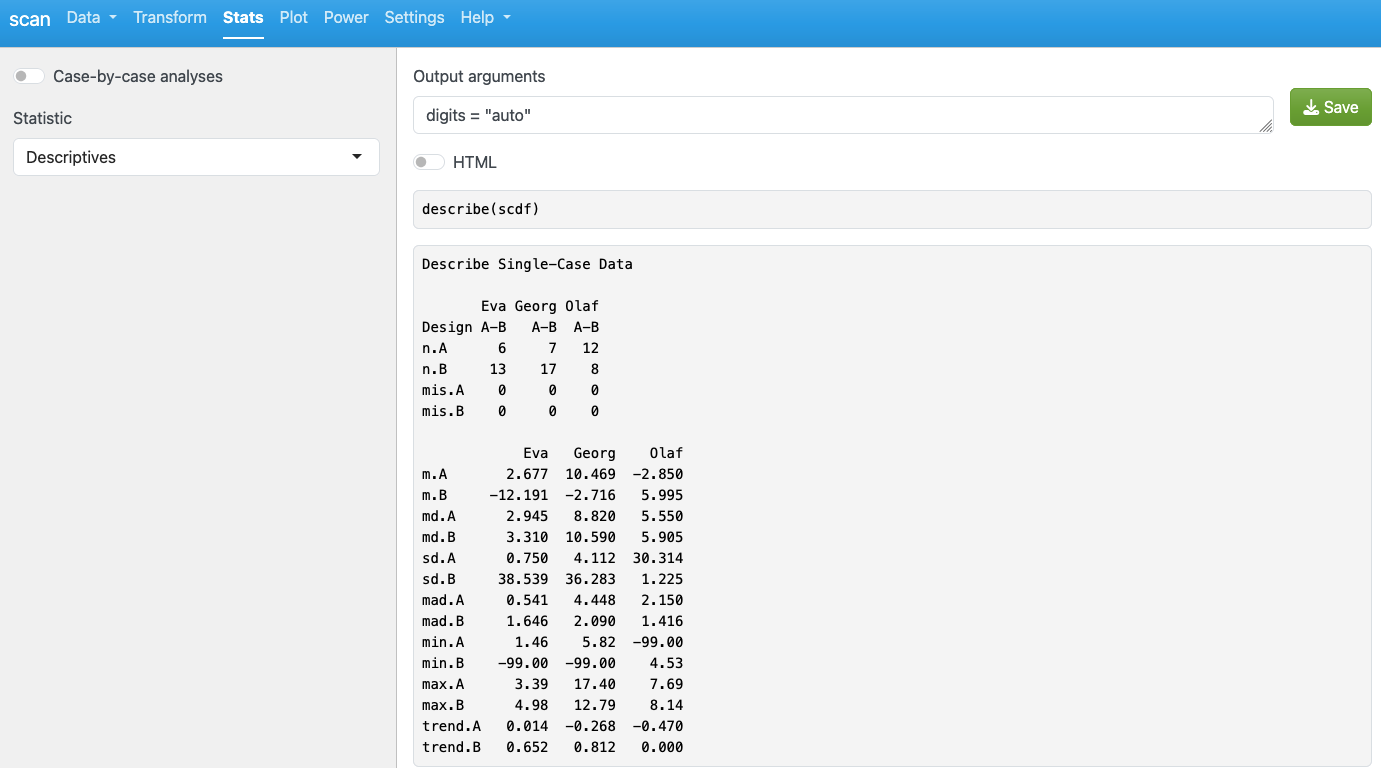 scan Data Transform Stats Plot Power Settings Help
Case-by-case analyses
Statistic
Descriptives
Output arguments
digits = "auto"
Save
HTML
describe(scdf)
Describe Single-Case Data
Eva Georg Olaf
Design A-B A-B A-B
n.A 6 7 12
n.B 13 17 8
mis.A 0 0 0
mis.B 0 0 0
Eva Georg Olaf
m.A 2.677 10.469 -2.850
m.B -12.191 -2.716 5.995
md.A 2.945 8.820 5.550
md.B 3.310 10.590 5.905
sd.A 0.750 4.112 30.314
sd.B 38.539 36.283 1.225
mad.A 0.541 4.448 2.150
mad.B 1.646 2.090 1.416
min.A 1.46 5.82 -99.00
min.B -99.00 -99.00 4.53
max.A 3.39 17.40 7.69
max.B 4.98 12.79 8.14
trend.A 0.014 -0.268 -0.470
trend.B 0.652 0.812 0.000